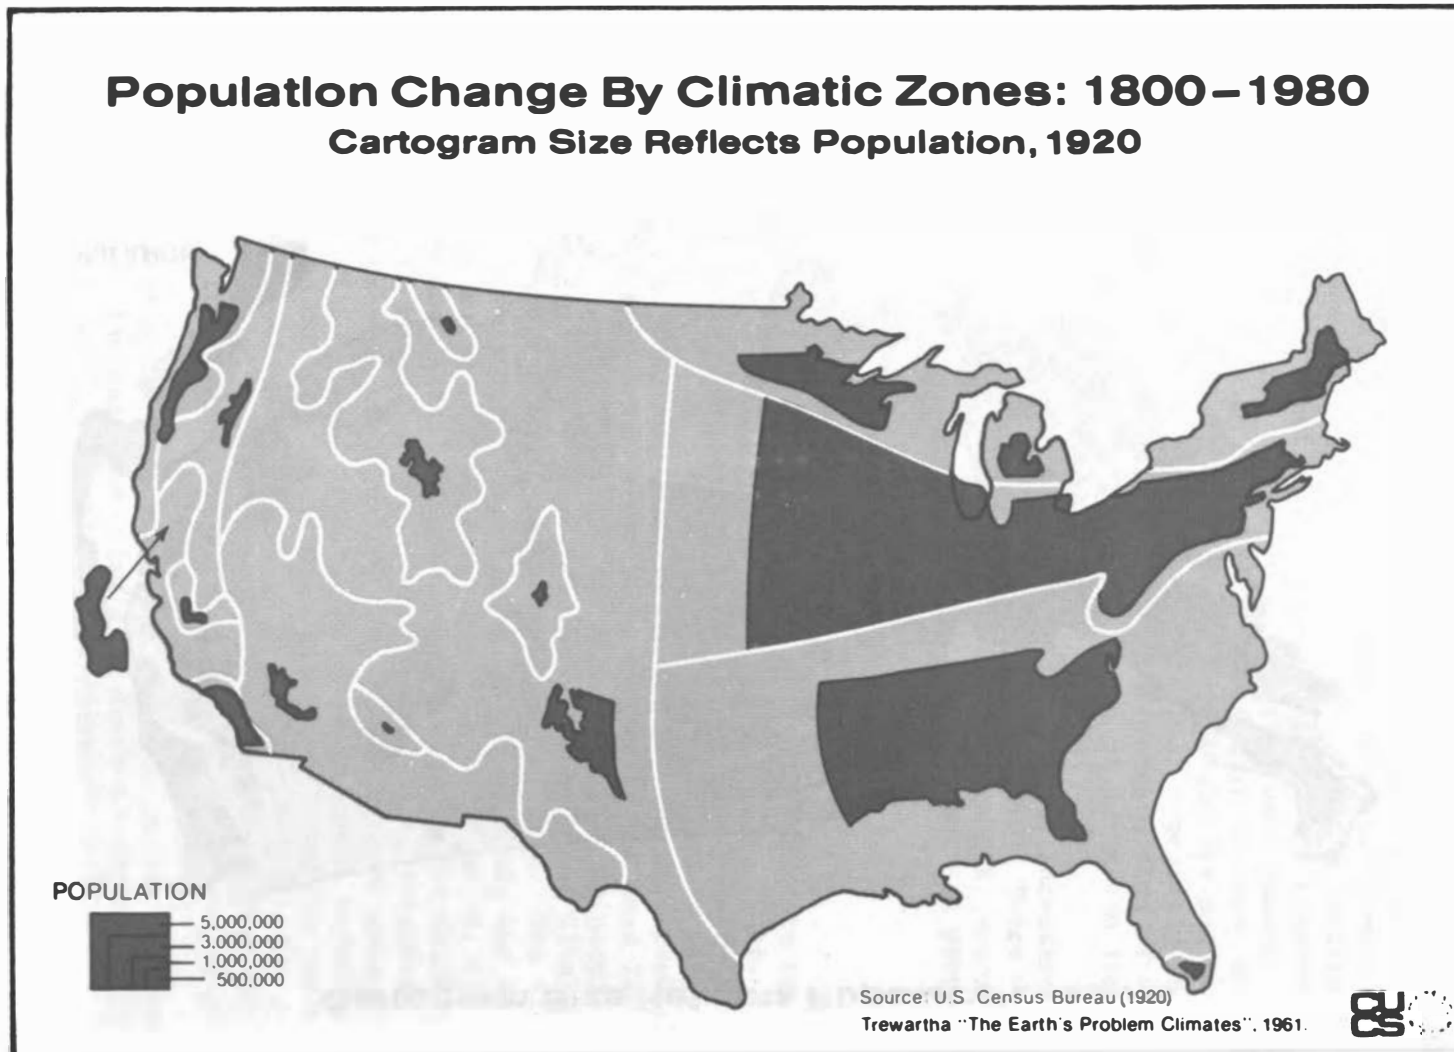 Population Change By Climatic Zones: 1800–1980
Cartogram Size Reflects Population, 1920
POPULATION
5,000,000
3.000,000
1,000,000
500,000
Source: U.S. Census Bureau (1920)
Trewartha "The Earth's Problem Climates", 1961.
CUCS